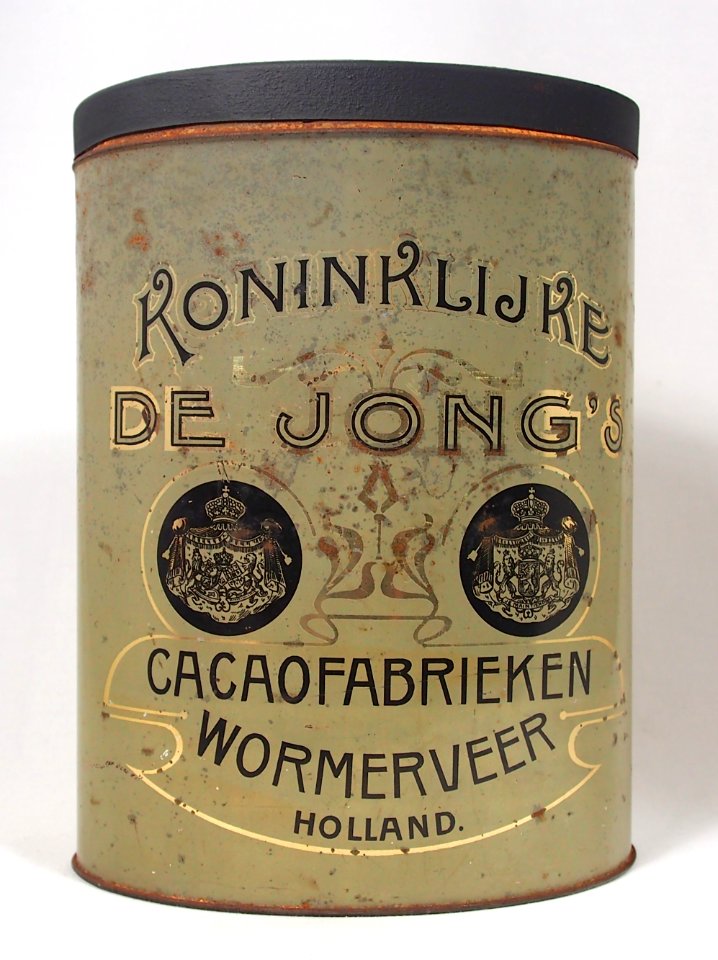 KONINKLIJKE
DE JONG'S
CACAOFABRIEKEN
WORMERVEER
HOLLAND.